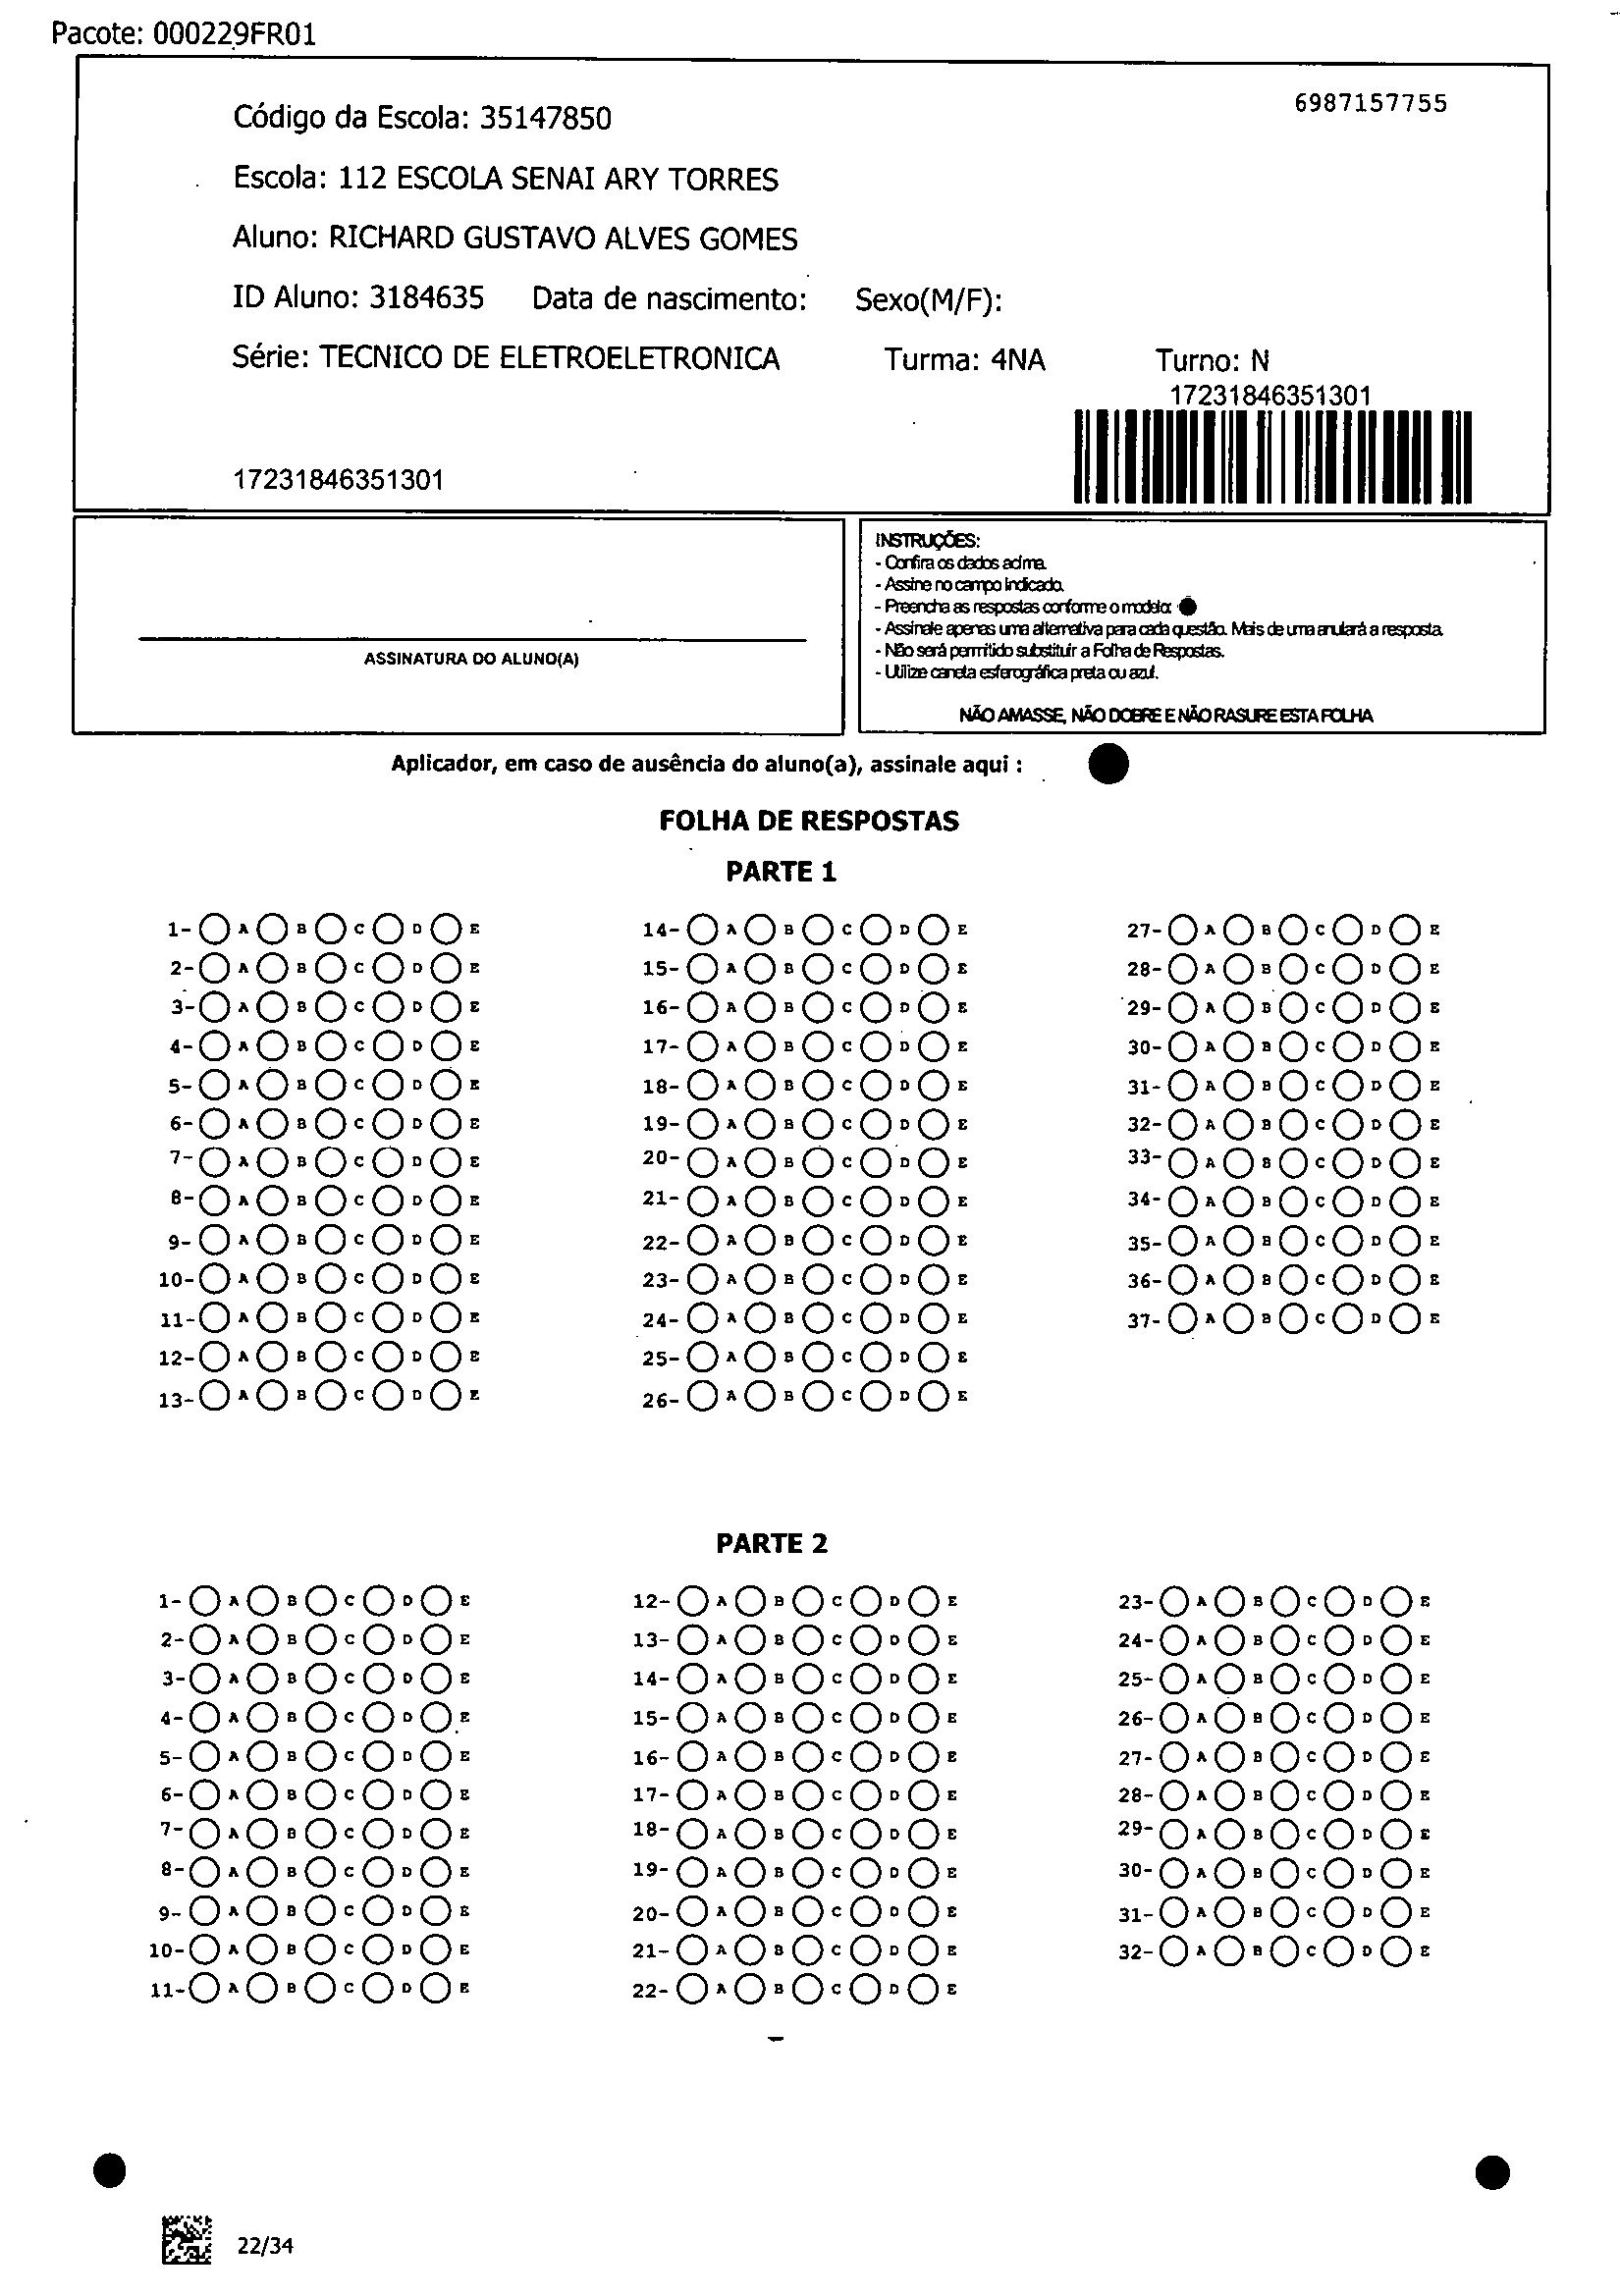 Pacote: 000229FR01
6987157755
Código da Escola: 35147850
Escola: 112 ESCOLA SENAI ARY TORRES
Aluno: RICHARD GUSTAVO ALVES GOMES
ID Aluno: 3184635 Data de nascimento: Sexo(M/F):
Série: TECNICO DE ELETROELETRONICA Turma: 4NA Turno: N
17231846351301
17231846351301
ASSINATURA DO ALUNO(A)
INSTRUÇÕES:
- Confira os dados acima.
- Assine no campo indicado.
- Preencha as respostas conforme o modelo:
- Assinale apenas uma alternativa para cada questão. Mais de uma anulará a resposta.
- Não será permitido substituir a Folha de Respostas.
- Utilize caneta esferográfica preta ou azul.
NÃO AMASSE, NÃO DOBRE E NÃO RASURE ESTA FOLHA
Aplicador, em caso de ausência do aluno(a), assinale aqui :
FOLHA DE RESPOSTAS
PARTE 1
1- A B C D E 14- A B C D E 27- A B C D E
2- A B C D E 15- A B C D E 28- A B C D E
3- A B C D E 16- A B C D E 29- A B C D E
4- A B C D E 17- A B C D E 30- A B C D E
5- A B C D E 18- A B C D E 31- A B C D E
6- A B C D E 19- A B C D E 32- A B C D E
7- A B C D E 20- A B C D E 33- A B C D E
8- A B C D E 21- A B C D E 34- A B C D E
9- A B C D E 22- A B C D E 35- A B C D E
10- A B C D E 23- A B C D E 36- A B C D E
11- A B C D E 24- A B C D E 37- A B C D E
12- A B C D E 25- A B C D E
13- A B C D E 26- A B C D E
PARTE 2
1- A B C D E 12- A B C D E 23- A B C D E
2- A B C D E 13- A B C D E 24- A B C D E
3- A B C D E 14- A B C D E 25- A B C D E
4- A B C D E 15- A B C D E 26- A B C D E
5- A B C D E 16- A B C D E 27- A B C D E
6- A B C D E 17- A B C D E 28- A B C D E
7- A B C D E 18- A B C D E 29- A B C D E
8- A B C D E 19- A B C D E 30- A B C D E
9- A B C D E 20- A B C D E 31- A B C D E
10- A B C D E 21- A B C D E 32- A B C D E
11- A B C D E 22- A B C D E
22/34